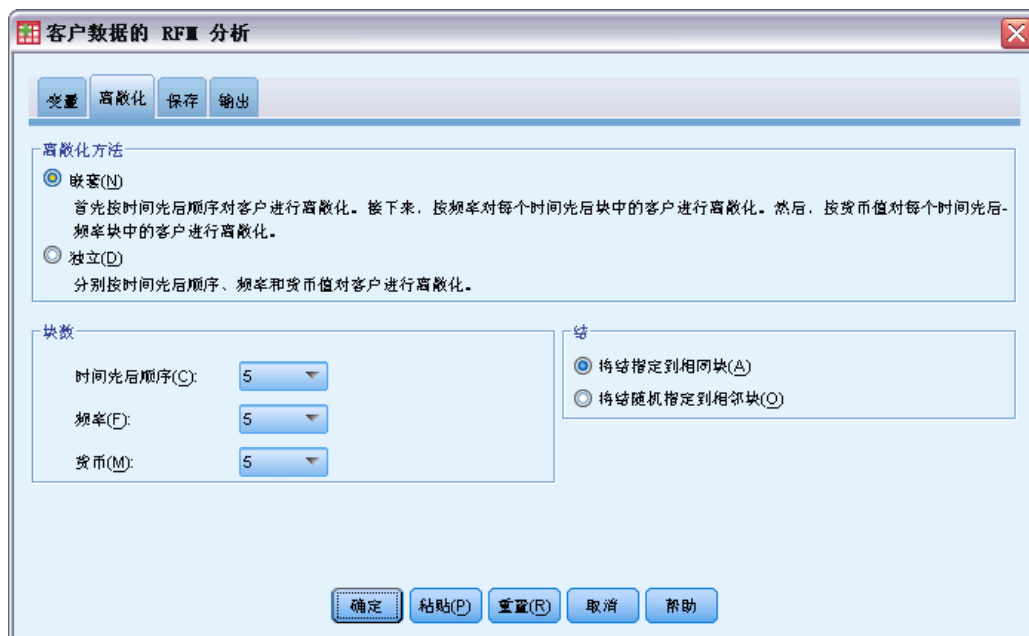 客户数据的 RFM 分析
变量 离散化 保存 输出
离散化方法
嵌套(N)
首先按时间先后顺序对客户进行离散化。接下来，按频率对每个时间先后块中的客户进行离散化。然后，按货币值对每个时间先后-
频率块中的客户进行离散化。
独立(D)
分别按时间先后顺序、频率和货币值对客户进行离散化。
块数
时间先后顺序(C): 5
频率(F): 5
货币(M): 5
结
将结指定到相同块(A)
将结随机指定到相邻块(O)
确定 粘贴(P) 重置(R) 取消 帮助